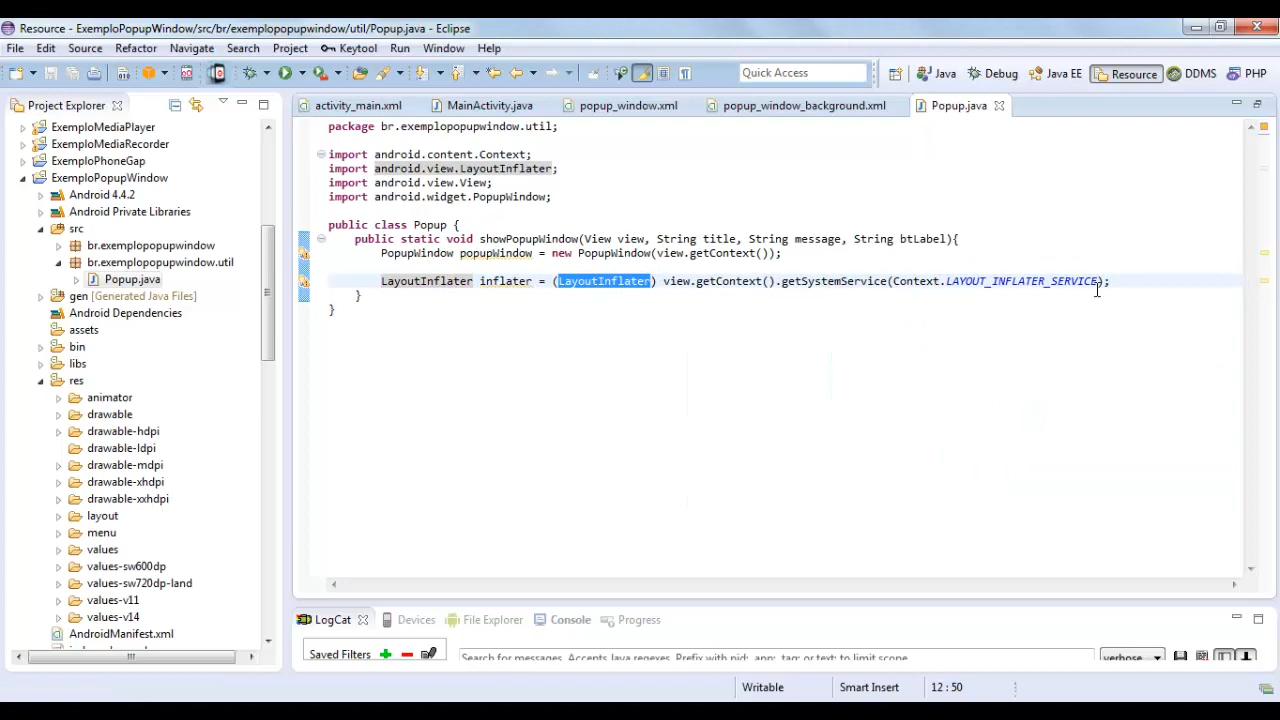 Resource - ExemploPopupWindow/src/br/exemplopopupwindow/util/Popup.java - Eclipse
File Edit Source Refactor Navigate Search Project Keytool Run Window Help
Quick Access Java Debug Java EE Resource DDMS PHP
Project Explorer
ExemploMediaPlayer
ExemploMediaRecorder
ExemploPhoneGap
ExemploPopupWindow
Android 4.4.2
Android Private Libraries
src
br.exemplopopupwindow
br.exemplopopupwindow.util
Popup.java
gen [Generated Java Files]
Android Dependencies
assets
bin
libs
res
animator
drawable
drawable-hdpi
drawable-ldpi
drawable-mdpi
drawable-xhdpi
drawable-xxhdpi
layout
menu
values
values-sw600dp
values-sw720dp-land
values-v11
values-v14
AndroidManifest.xml
activity_main.xml MainActivity.java popup_window.xml popup_window_background.xml Popup.java
package br.exemplopopupwindow.util;
import android.content.Context;
import android.view.LayoutInflater;
import android.view.View;
import android.widget.PopupWindow;
public class Popup {
public static void showPopupWindow(View view, String title, String message, String btLabel){
PopupWindow popupWindow = new PopupWindow(view.getContext());
LayoutInflater inflater = (LayoutInflater) view.getContext().getSystemService(Context.LAYOUT_INFLATER_SERVICE);
}
}
LogCat Devices File Explorer Console Progress
Saved Filters
Search for messages. Accepts Java regexes. Prefix with pid: app: tag: or text: to limit scope. verbose
Writable Smart Insert 12 : 50